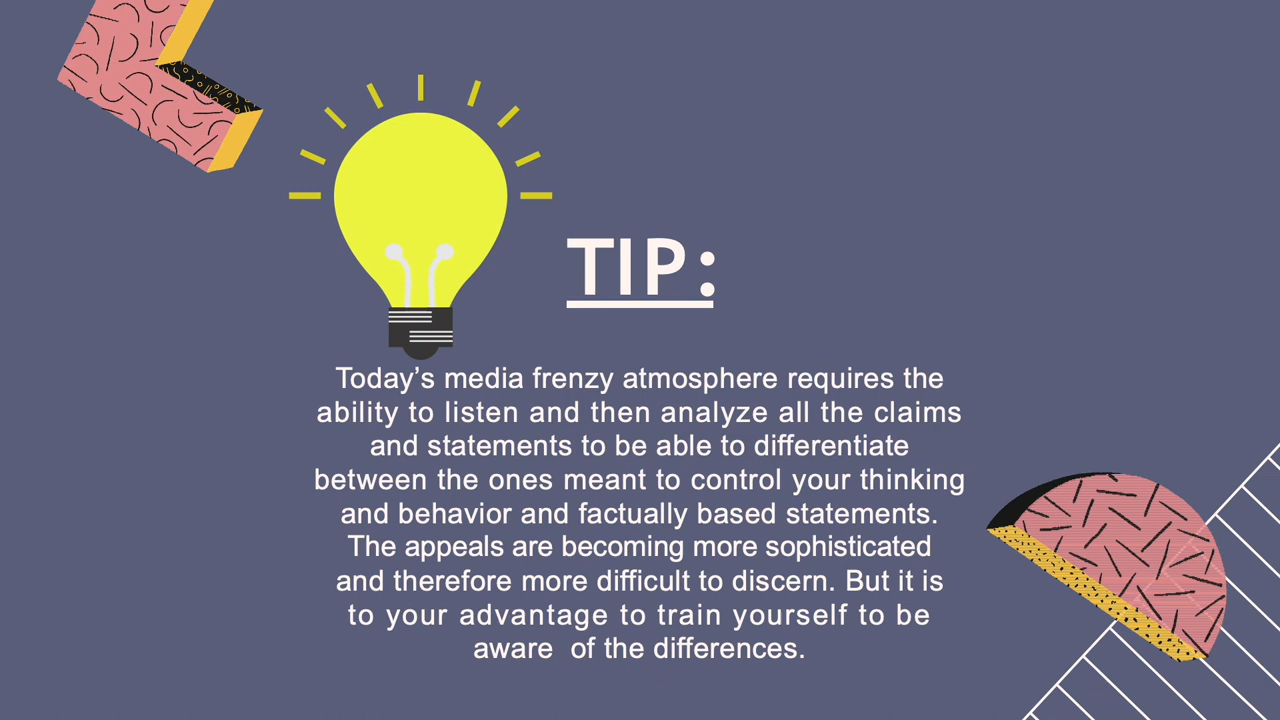 TIP:
Today’s media frenzy atmosphere requires the
ability to listen and then analyze all the claims
and statements to be able to differentiate
between the ones meant to control your thinking
and behavior and factually based statements.
The appeals are becoming more sophisticated
and therefore more difficult to discern. But it is
to your advantage to train yourself to be
aware  of the differences.